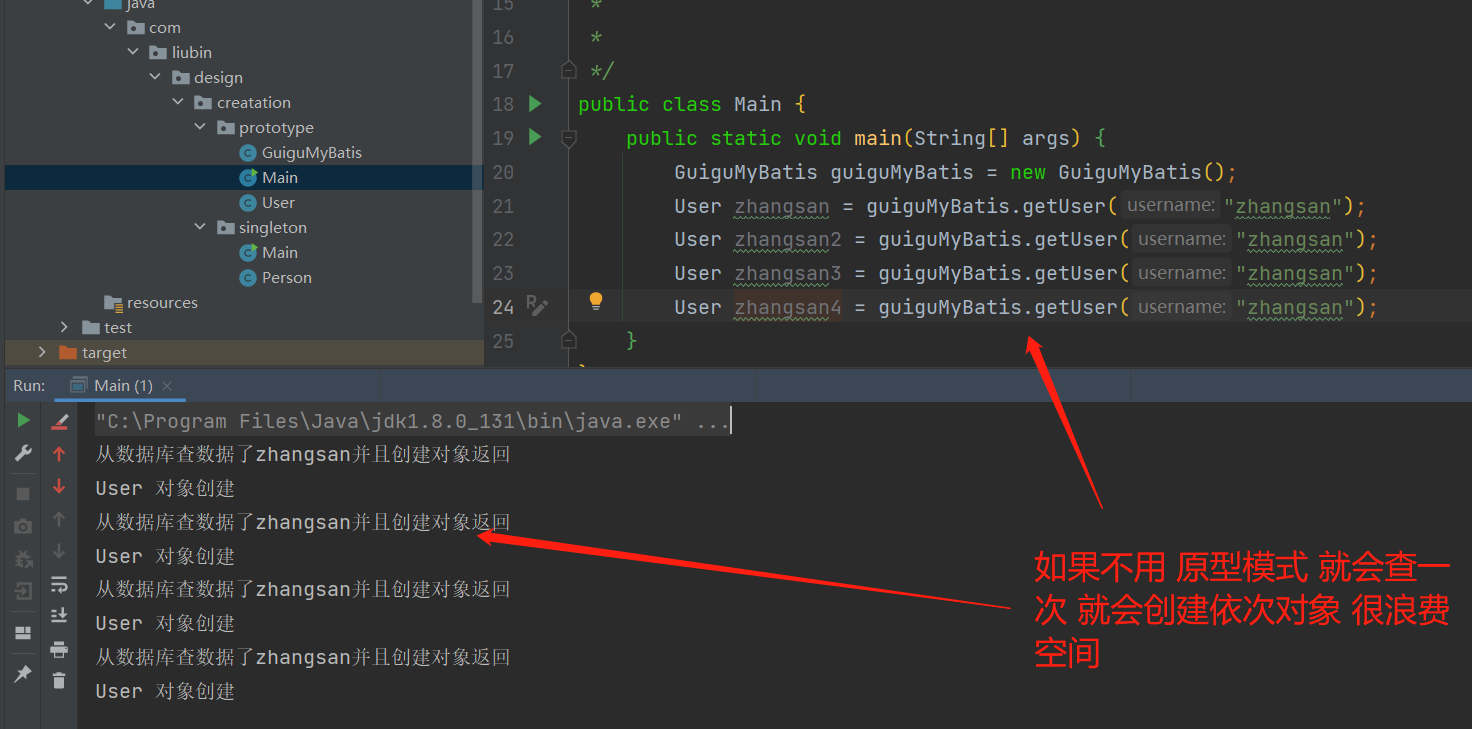 java
com
liubin
design
creatation
prototype
GuiguMyBatis
Main
User
singleton
Main
Person
resources
test
target
15 *
16 *
17 */
18 public class Main {
19 public static void main(String[] args) {
20 GuiguMyBatis guiguMyBatis = new GuiguMyBatis();
21 User zhangsan = guiguMyBatis.getUser( username: "zhangsan");
22 User zhangsan2 = guiguMyBatis.getUser( username: "zhangsan");
23 User zhangsan3 = guiguMyBatis.getUser( username: "zhangsan");
24 User zhangsan4 = guiguMyBatis.getUser( username: "zhangsan");
25 }
Run: Main (1) ×
"C:\Program Files\Java\jdk1.8.0_131\bin\java.exe" ...
从数据库查数据了zhangsan并且创建对象返回
User 对象创建
从数据库查数据了zhangsan并且创建对象返回
User 对象创建
从数据库查数据了zhangsan并且创建对象返回
User 对象创建
从数据库查数据了zhangsan并且创建对象返回
User 对象创建
如果不用 原型模式 就会查一
次 就会创建依次对象 很浪费
空间